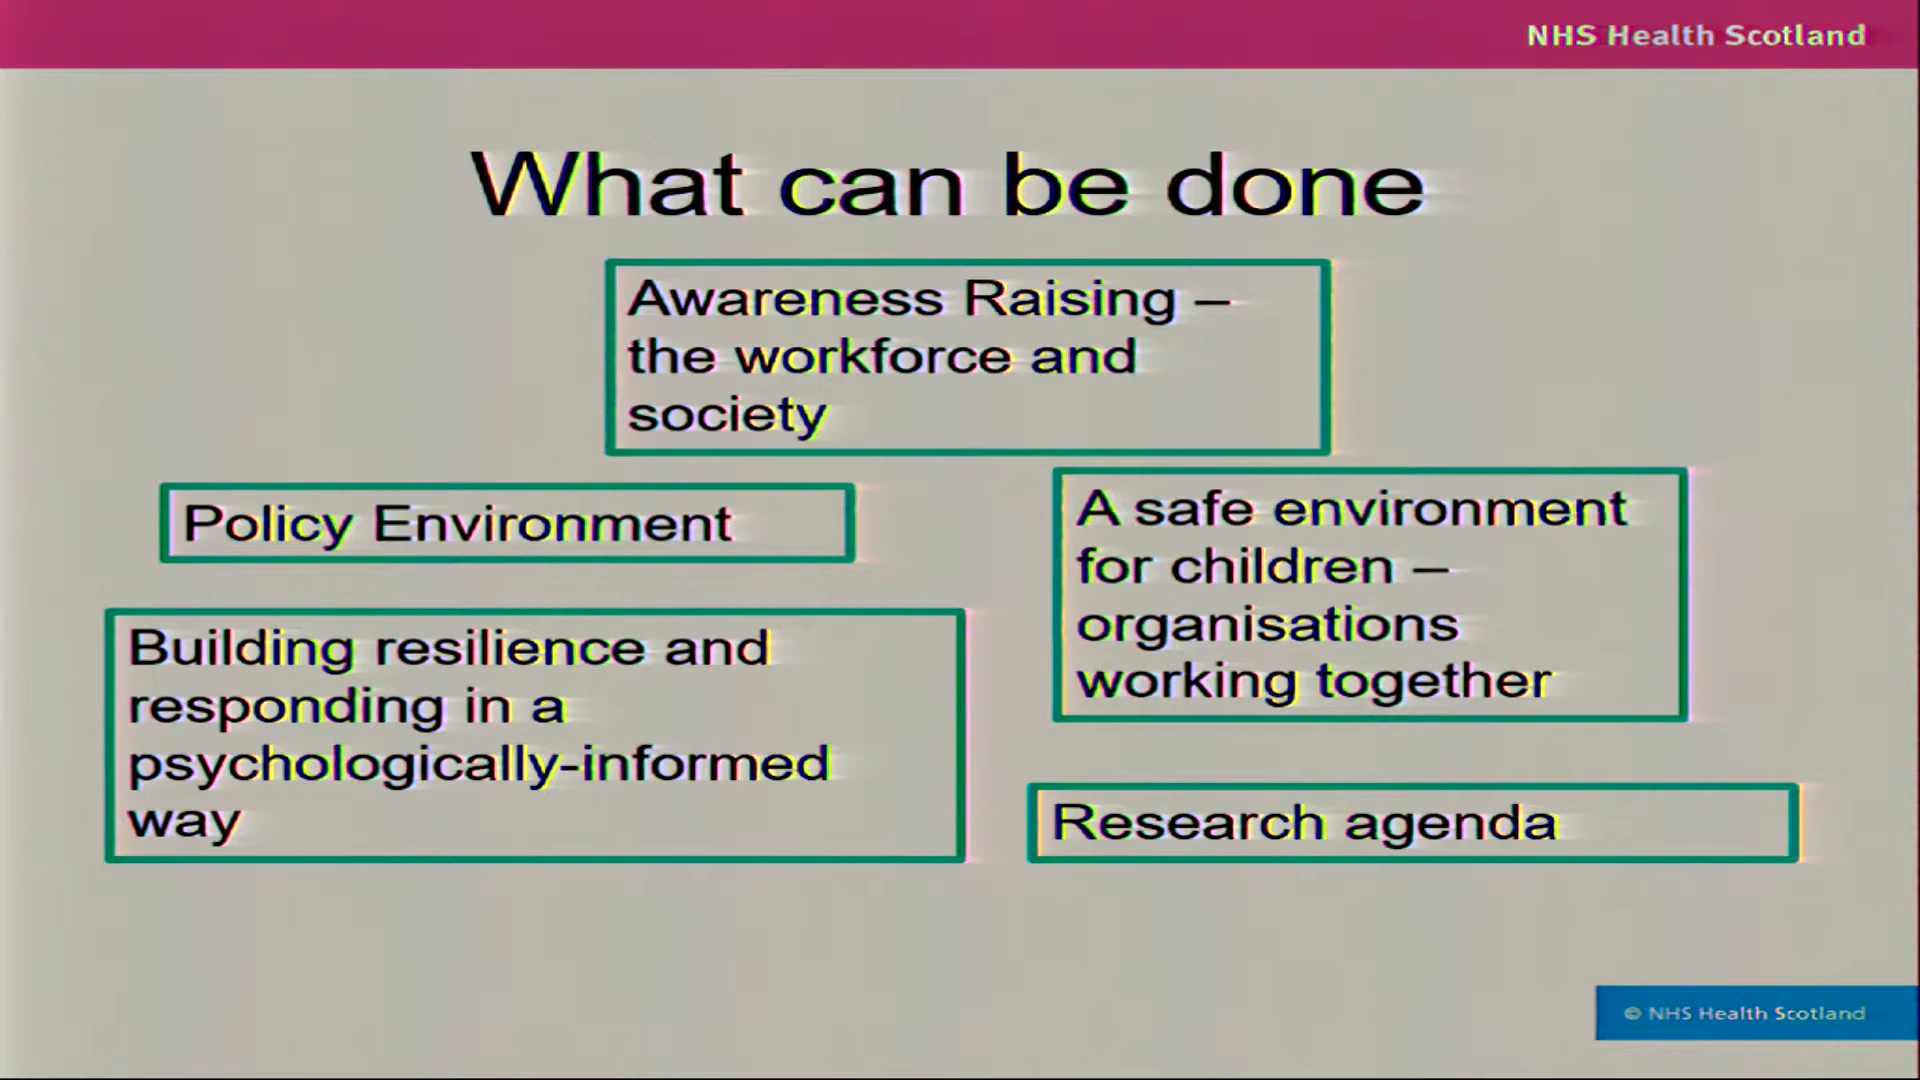 NHS Health Scotland
What can be done
Awareness Raising –
the workforce and
society
Policy Environment
A safe environment
for children –
organisations
working together
Building resilience and
responding in a
psychologically-informed
way
Research agenda
© NHS Health Scotland